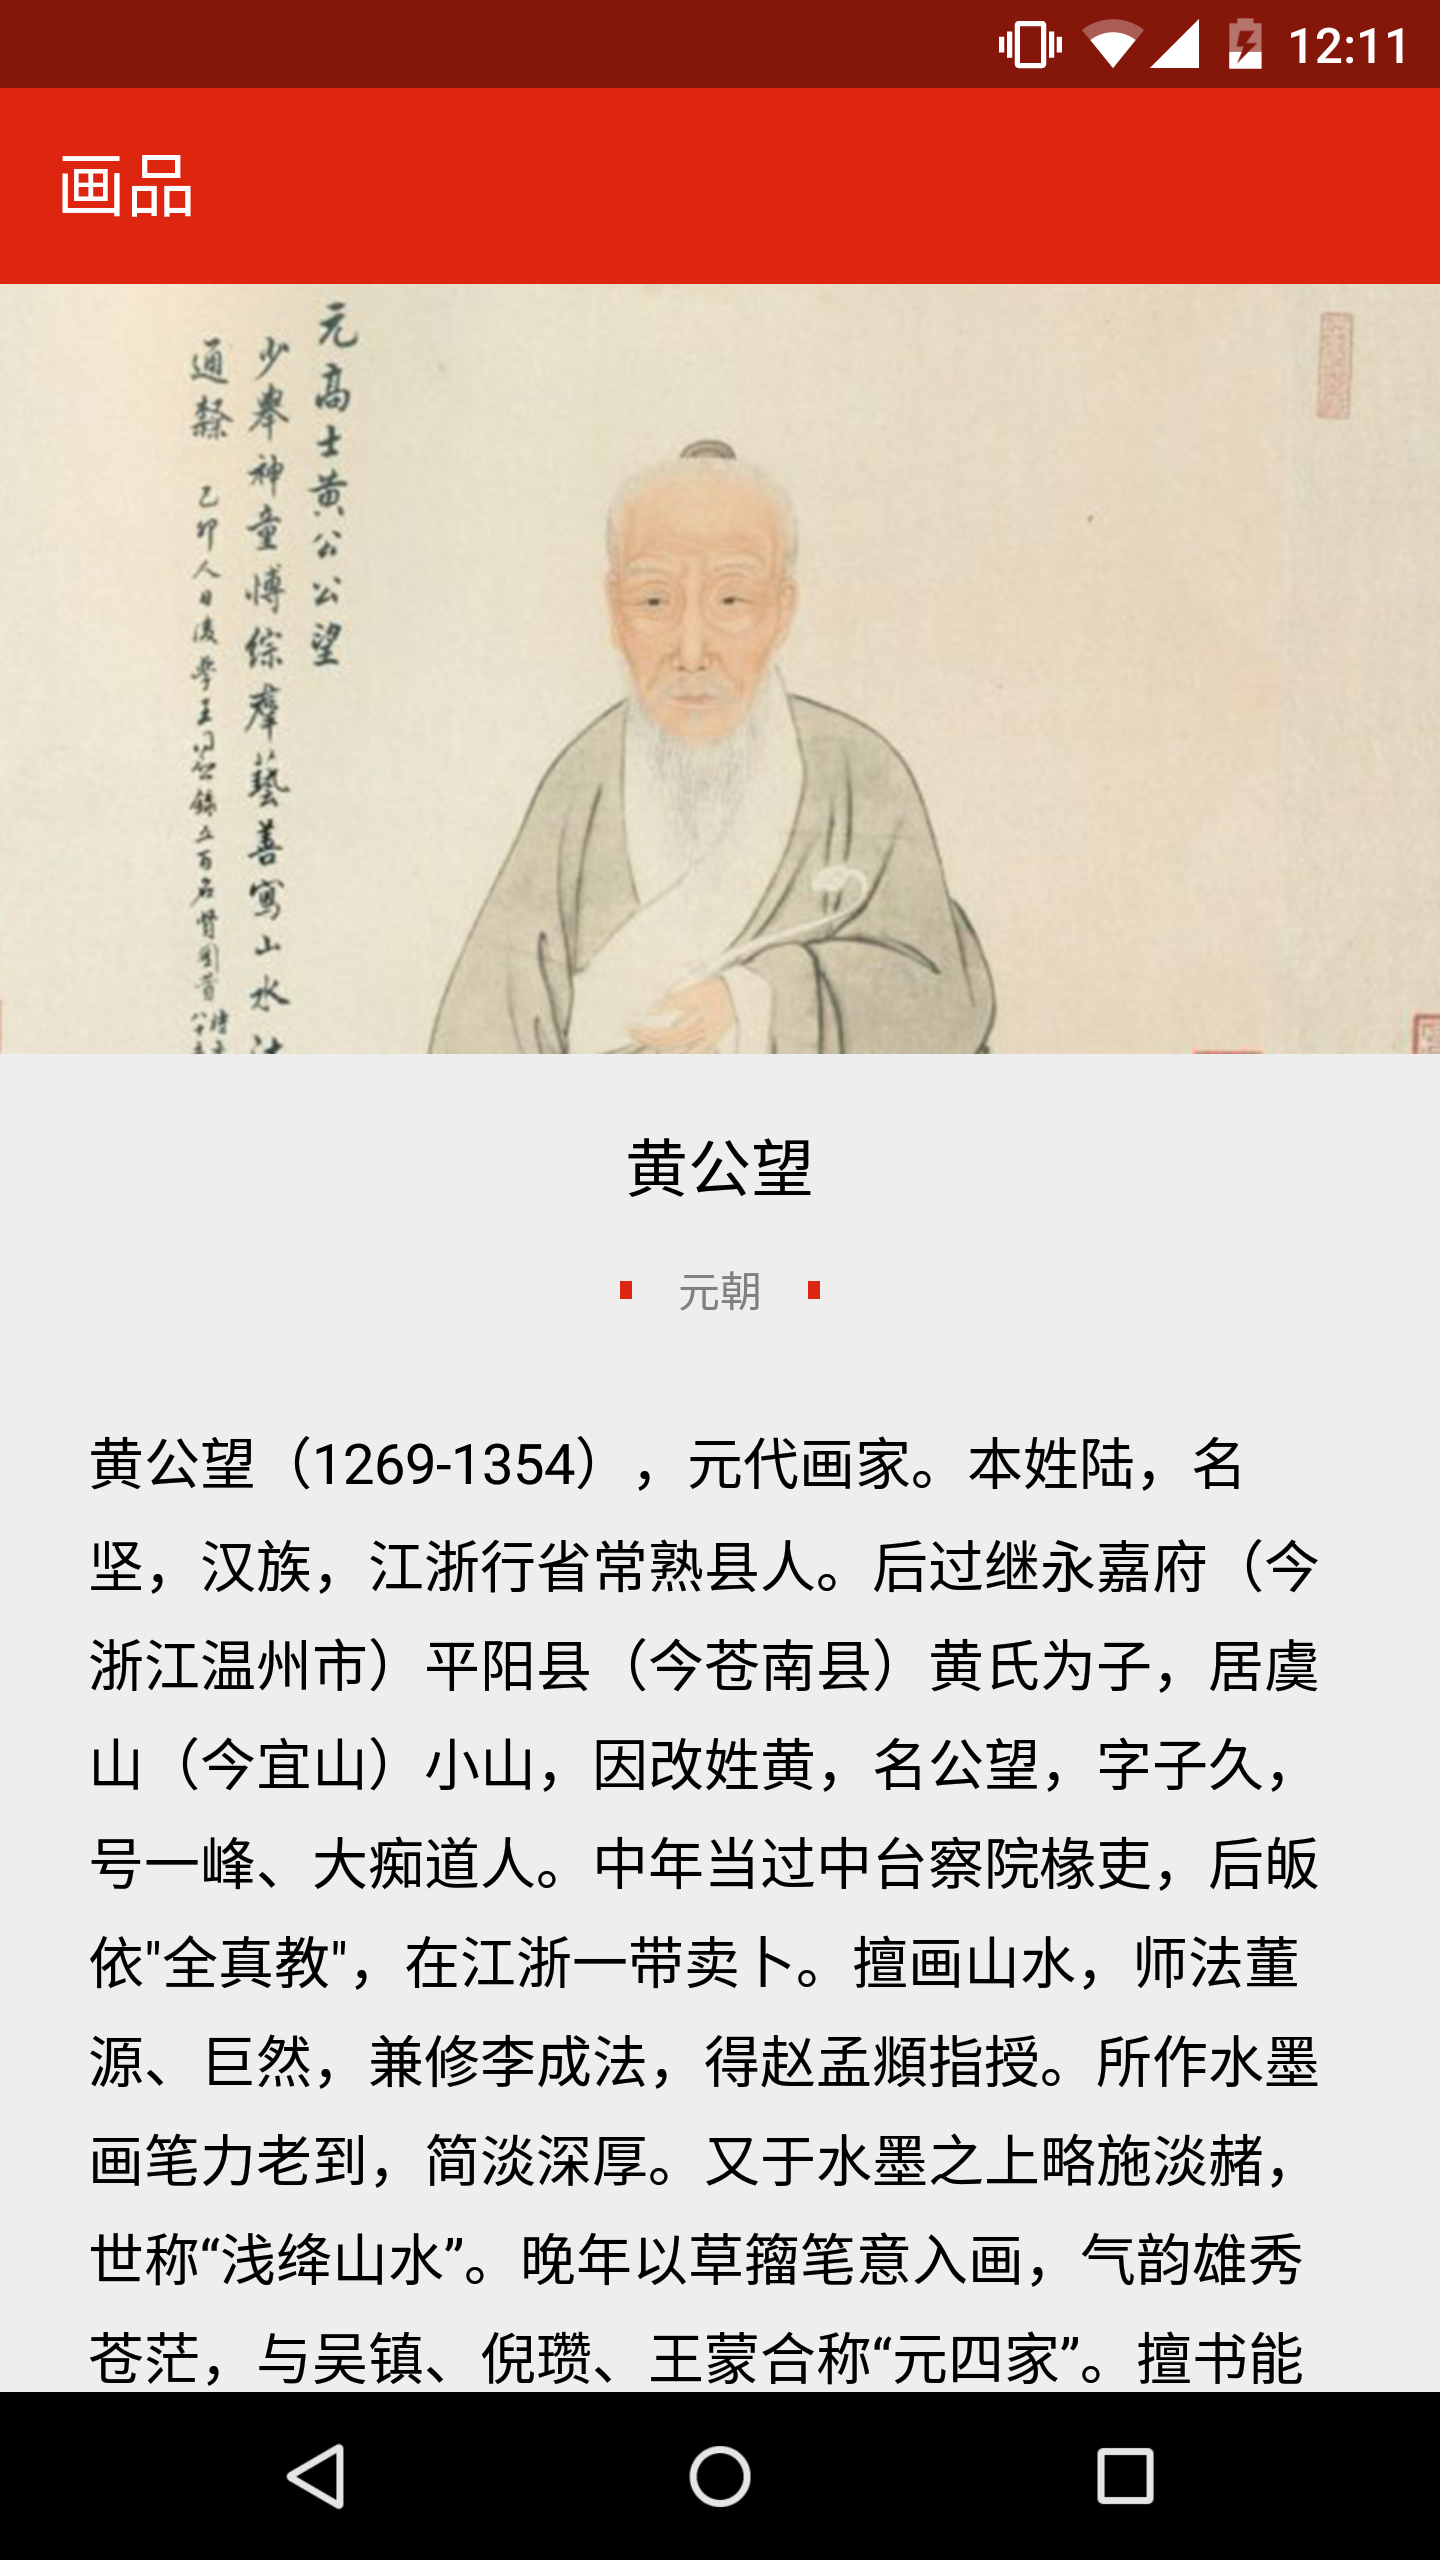 12:11
画品
元高士黄公公望
少舉神童博綜羣藝善寫山水
通
乙卯人日後學王
黄公望
元朝
黄公望（1269-1354），元代画家。本姓陆，名
坚，汉族，江浙行省常熟县人。后过继永嘉府（今
浙江温州市）平阳县（今苍南县）黄氏为子，居虞
山（今宜山）小山，因改姓黄，名公望，字子久，
号一峰、大痴道人。中年当过中台察院椽吏，后皈
依"全真教"，在江浙一带卖卜。擅画山水，师法董
源、巨然，兼修李成法，得赵孟頫指授。所作水墨
画笔力老到，简淡深厚。又于水墨之上略施淡赭，
世称“浅绛山水”。晚年以草籀笔意入画，气韵雄秀
苍茫，与吴镇、倪瓒、王蒙合称“元四家”。擅书能